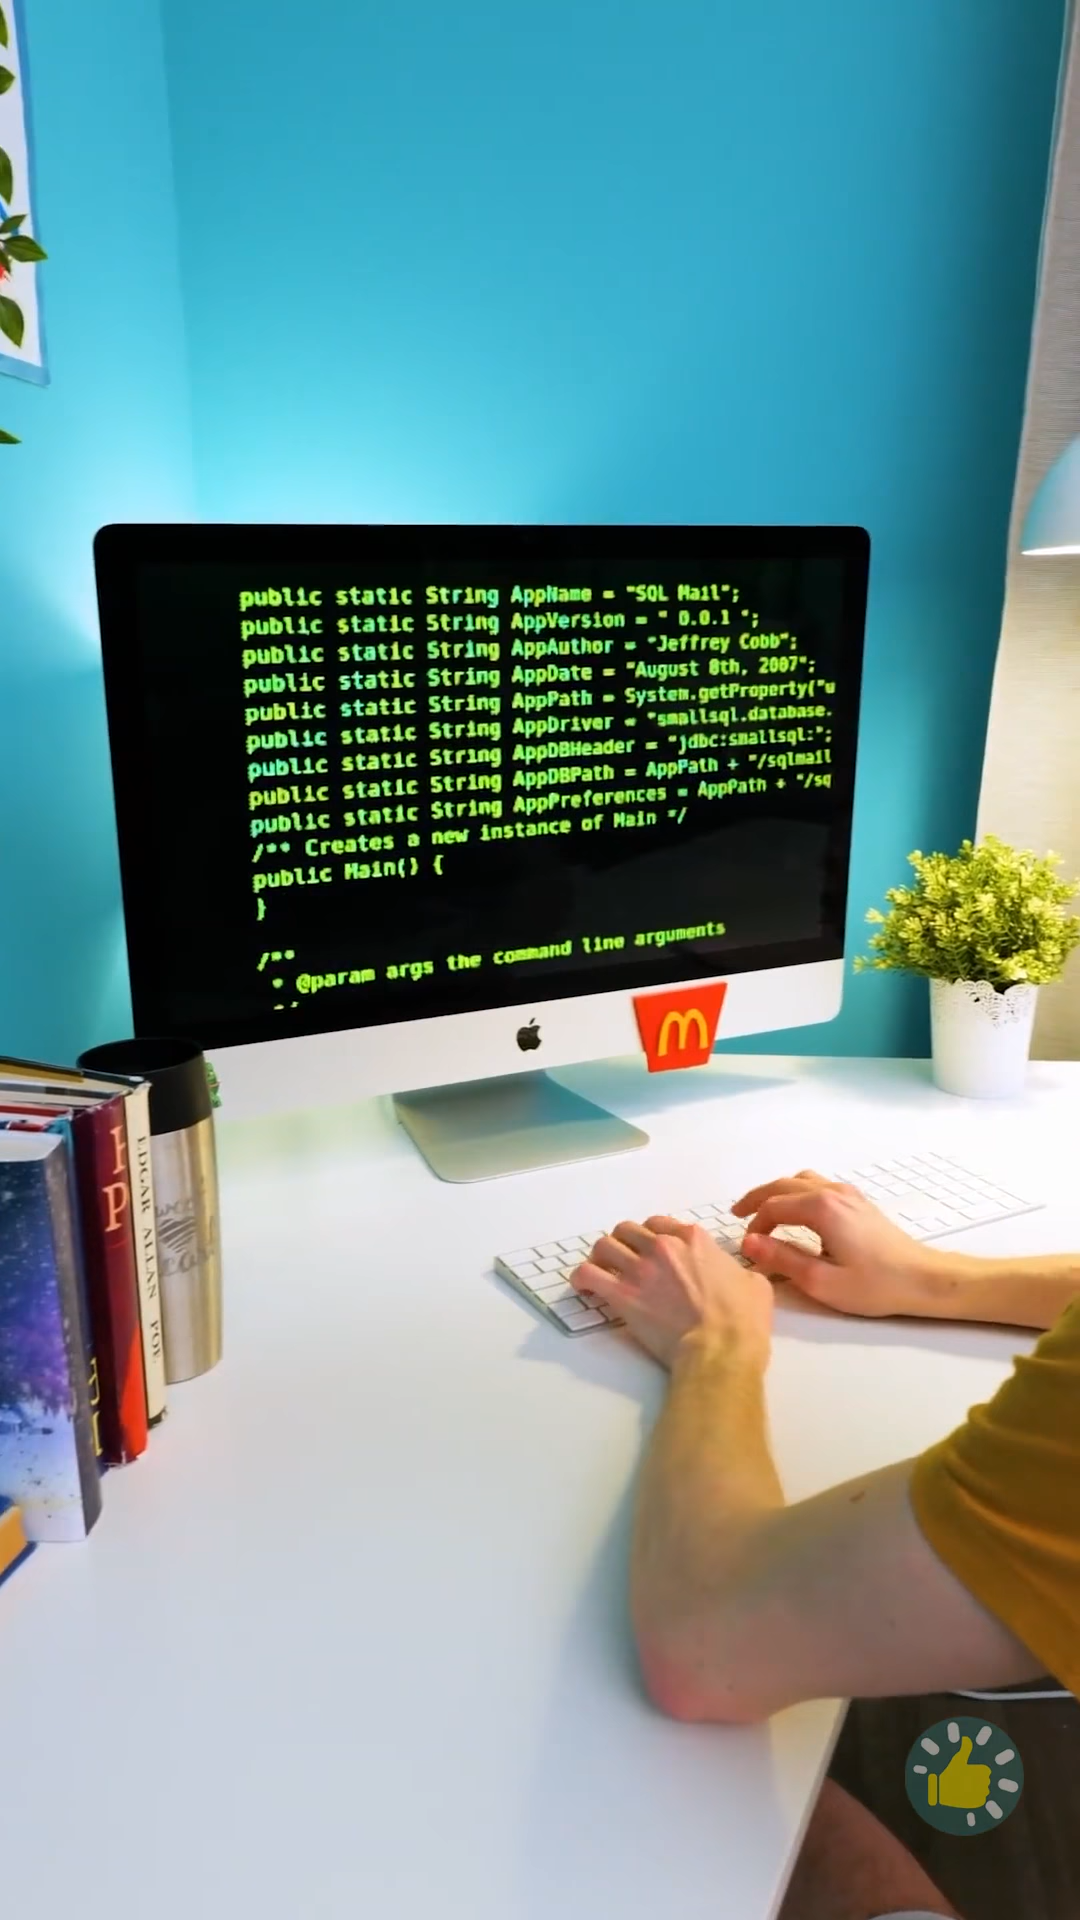 public static String AppName = "SQL Mail";
public static String AppVersion = " 0.0.1 ";
public static String AppAuthor = "Jeffrey Cobb";
public static String AppDate = "August 8th, 2007";
public static String AppPath = System.getProperty("u
public static String AppDriver = "smallsql.database.
public static String AppDBHeader = "jdbc:smallsql:";
public static String AppDBPath = AppPath + "/sqlmail
public static String AppPreferences = AppPath + "/sq
/** Creates a new instance of Main */
public Main() {
}
/**
* @param args the command line arguments
EDGAR ALLAN POE